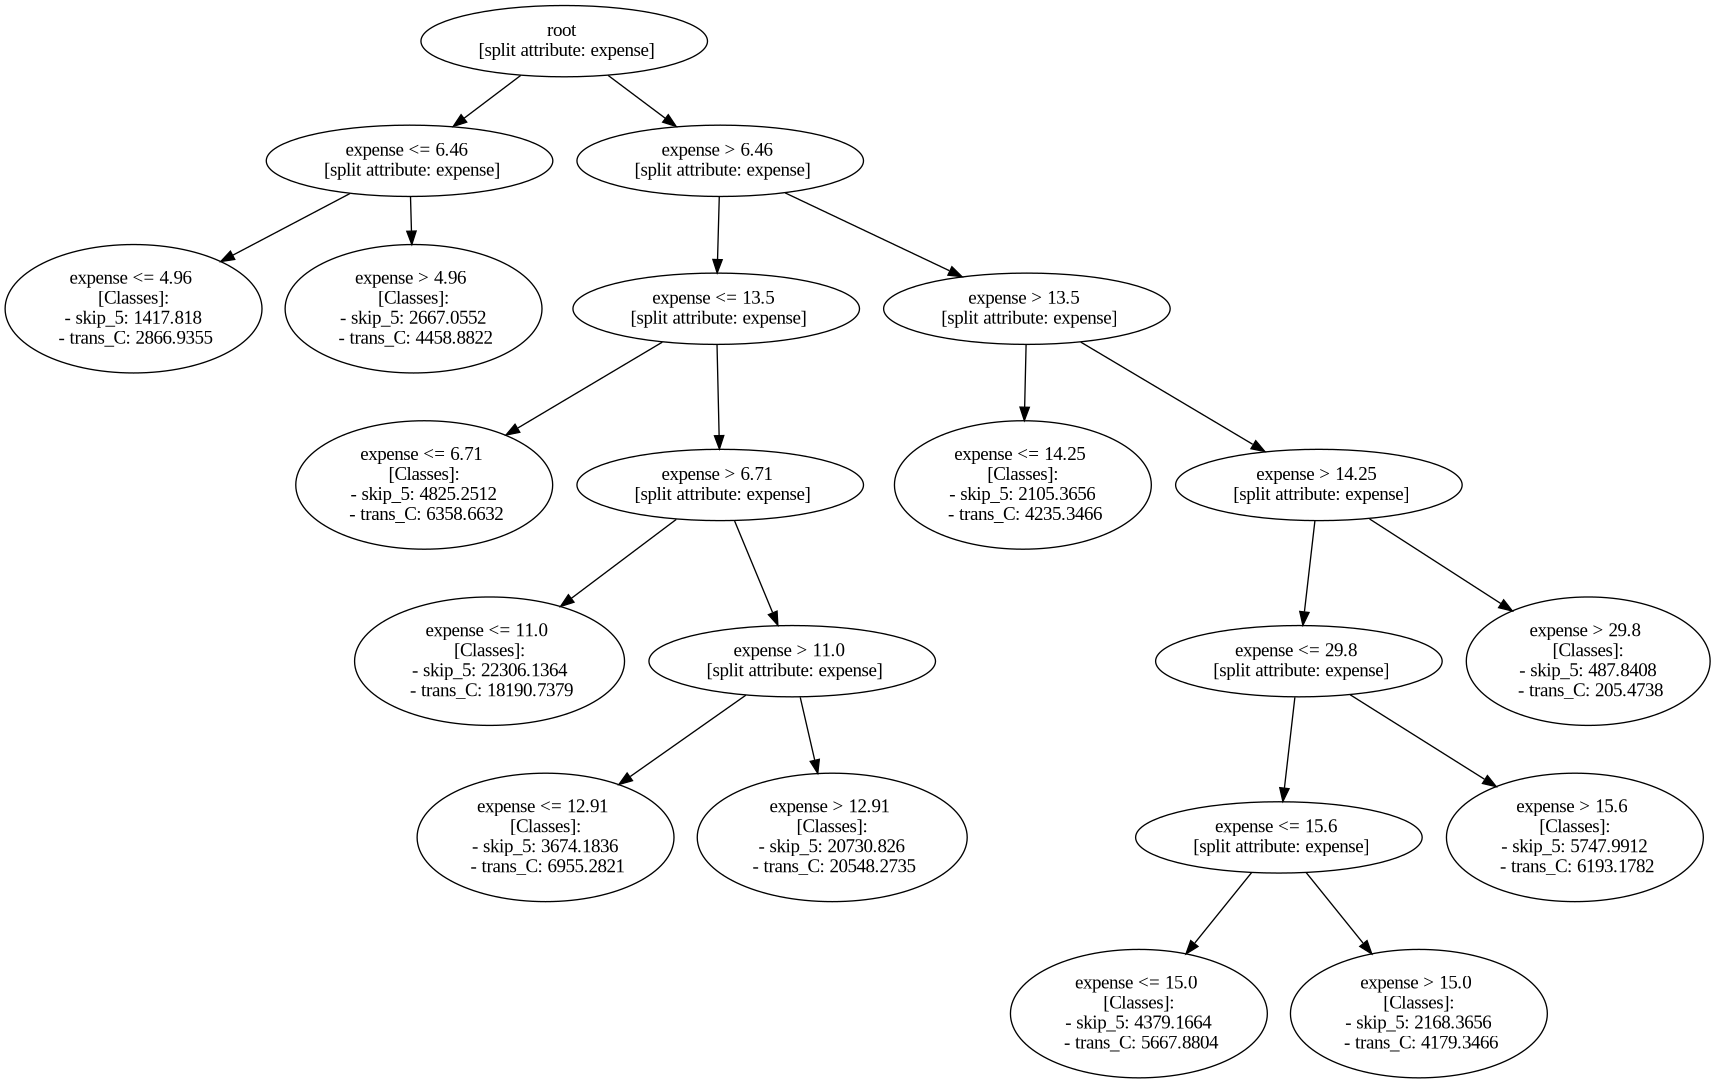 root
[split attribute: expense]
expense <= 6.46
[split attribute: expense]
expense > 6.46
[split attribute: expense]
expense <= 4.96
[Classes]:
- skip_5: 1417.818
- trans_C: 2866.9355
expense > 4.96
[Classes]:
- skip_5: 2667.0552
- trans_C: 4458.8822
expense <= 13.5
[split attribute: expense]
expense > 13.5
[split attribute: expense]
expense <= 6.71
[Classes]:
- skip_5: 4825.2512
- trans_C: 6358.6632
expense > 6.71
[split attribute: expense]
expense <= 14.25
[Classes]:
- skip_5: 2105.3656
- trans_C: 4235.3466
expense > 14.25
[split attribute: expense]
expense <= 11.0
[Classes]:
- skip_5: 22306.1364
- trans_C: 18190.7379
expense > 11.0
[split attribute: expense]
expense <= 29.8
[split attribute: expense]
expense > 29.8
[Classes]:
- skip_5: 487.8408
- trans_C: 205.4738
expense <= 12.91
[Classes]:
- skip_5: 3674.1836
- trans_C: 6955.2821
expense > 12.91
[Classes]:
- skip_5: 20730.826
- trans_C: 20548.2735
expense <= 15.6
[split attribute: expense]
expense > 15.6
[Classes]:
- skip_5: 5747.9912
- trans_C: 6193.1782
expense <= 15.0
[Classes]:
- skip_5: 4379.1664
- trans_C: 5667.8804
expense > 15.0
[Classes]:
- skip_5: 2168.3656
- trans_C: 4179.3466